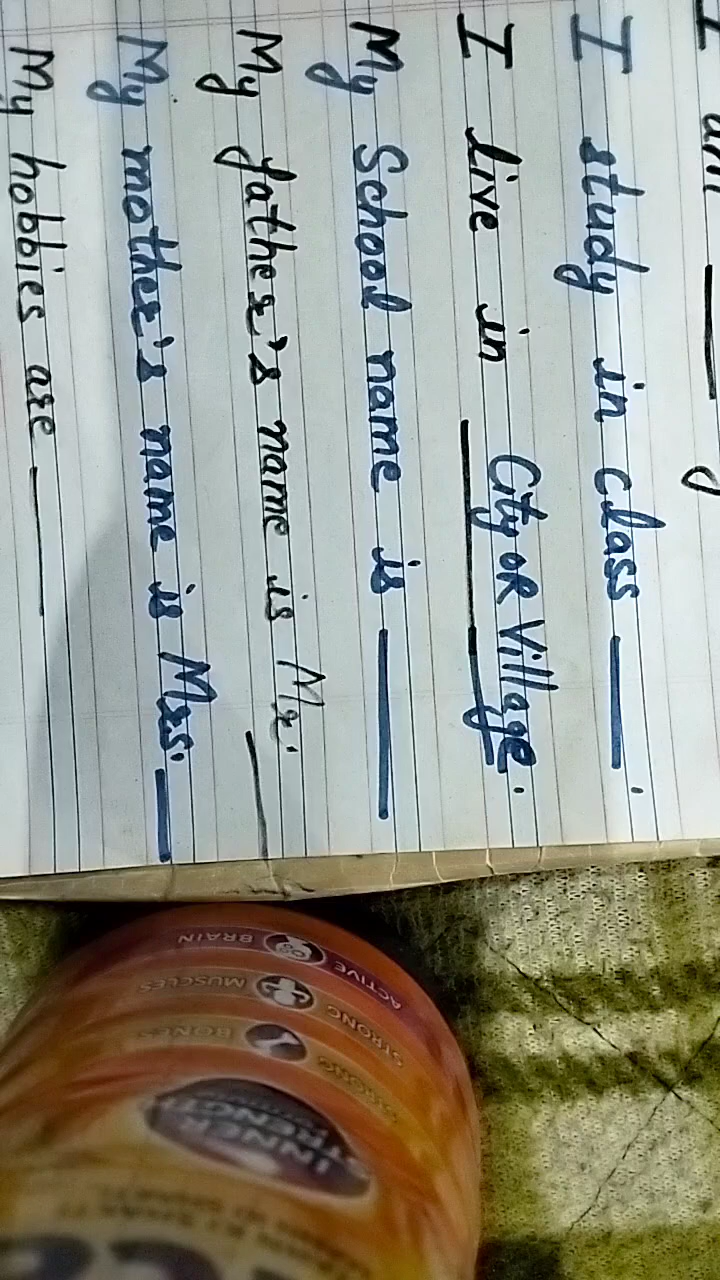 I am ___
I study in class ___.
I live in City OR Village.
My School name is ___
My father's name is Mr. ___
My mother's name is Mrs. ___
My hobbies are ___
ACTIVE BRAIN
STRONG MUSCLES
STRONG BONES
INNER STRENGTH